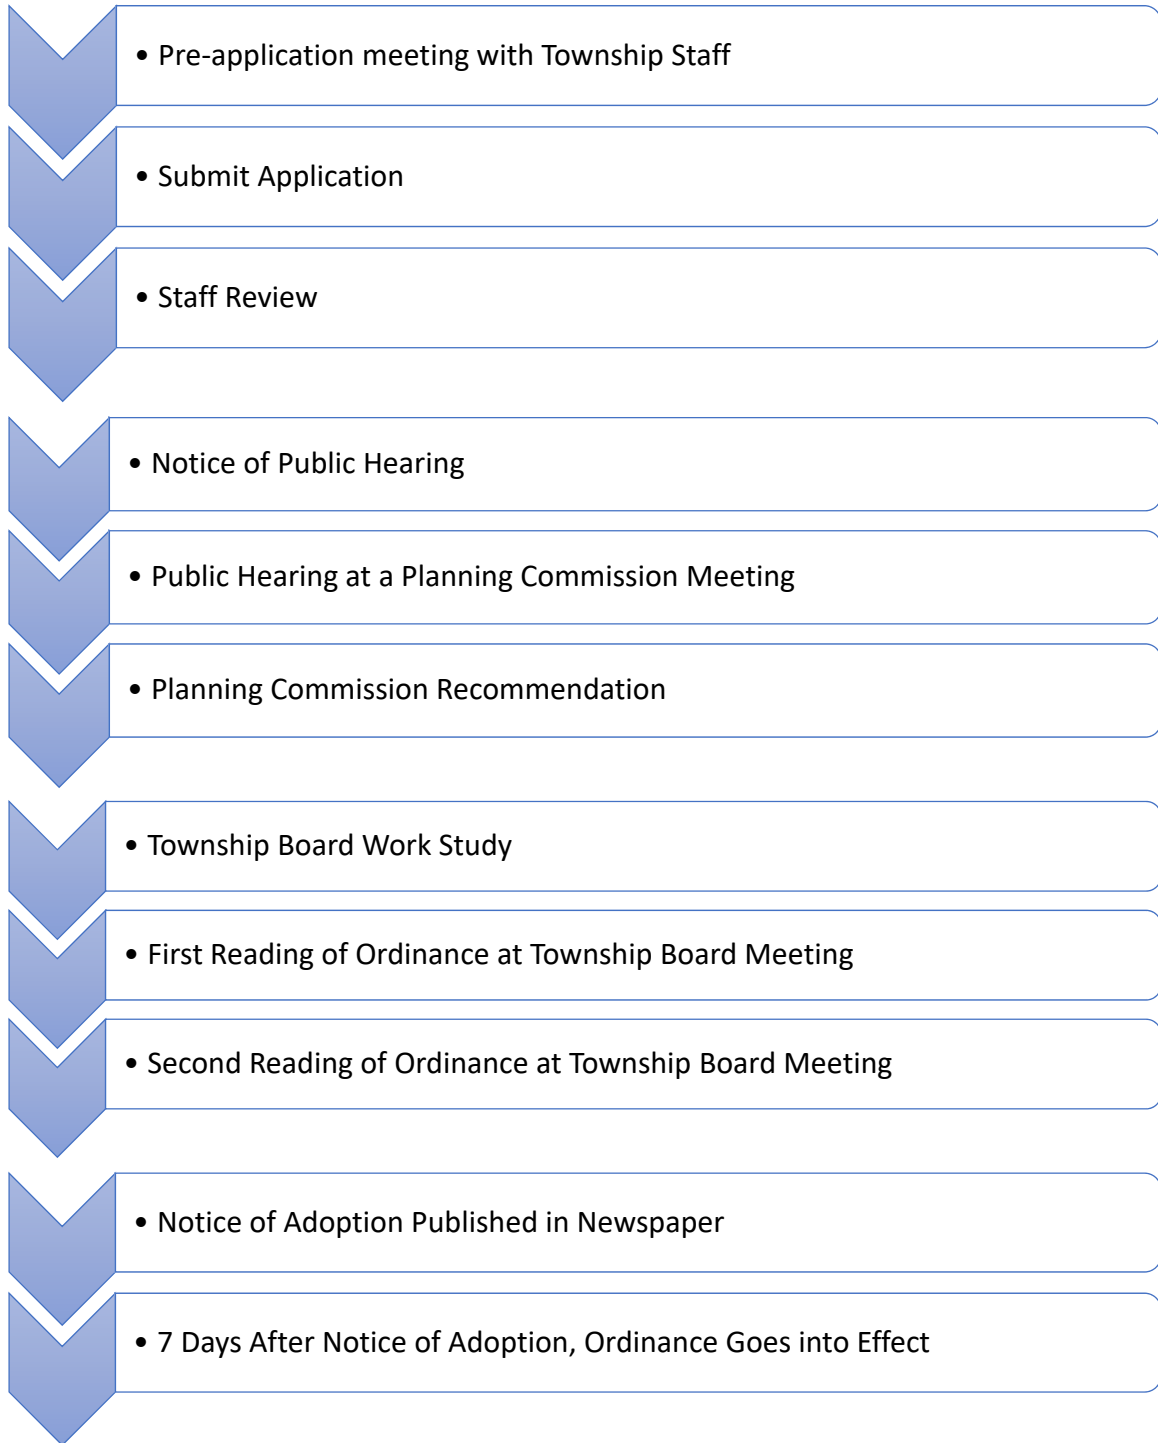 • Pre-application meeting with Township Staff
• Submit Application
• Staff Review
• Notice of Public Hearing
• Public Hearing at a Planning Commission Meeting
• Planning Commission Recommendation
• Township Board Work Study
• First Reading of Ordinance at Township Board Meeting
• Second Reading of Ordinance at Township Board Meeting
• Notice of Adoption Published in Newspaper
• 7 Days After Notice of Adoption, Ordinance Goes into Effect